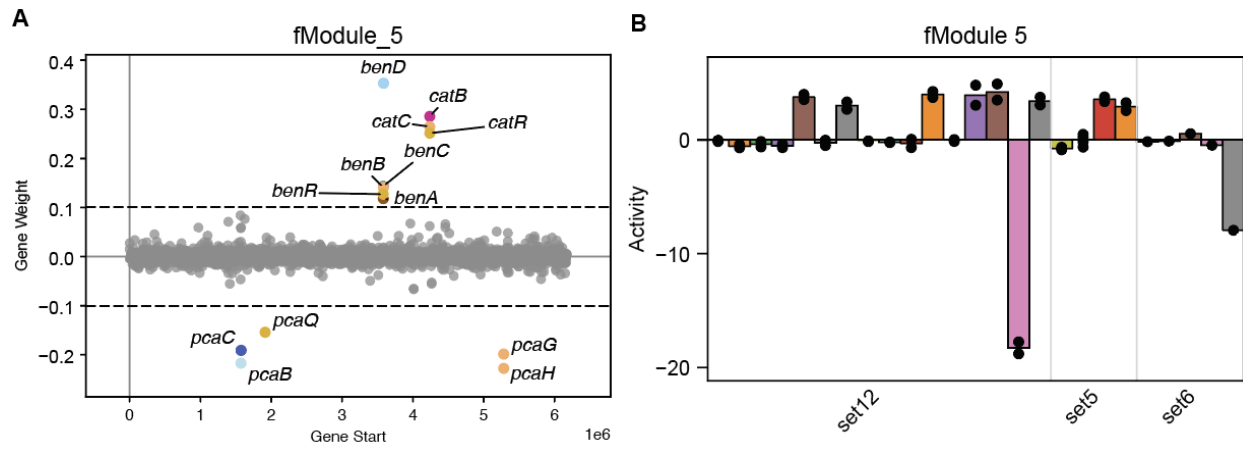 A
fModule_5
Gene Weight
0.4
0.3
0.2
0.1
0.0
−0.1
−0.2
benD
catB
catC
catR
benB
benC
benR
benA
pcaQ
pcaC
pcaB
pcaG
pcaH
0 1 2 3 4 5 6
1e6
Gene Start
B
fModule 5
Activity
0
−10
−20
set12
set5
set6